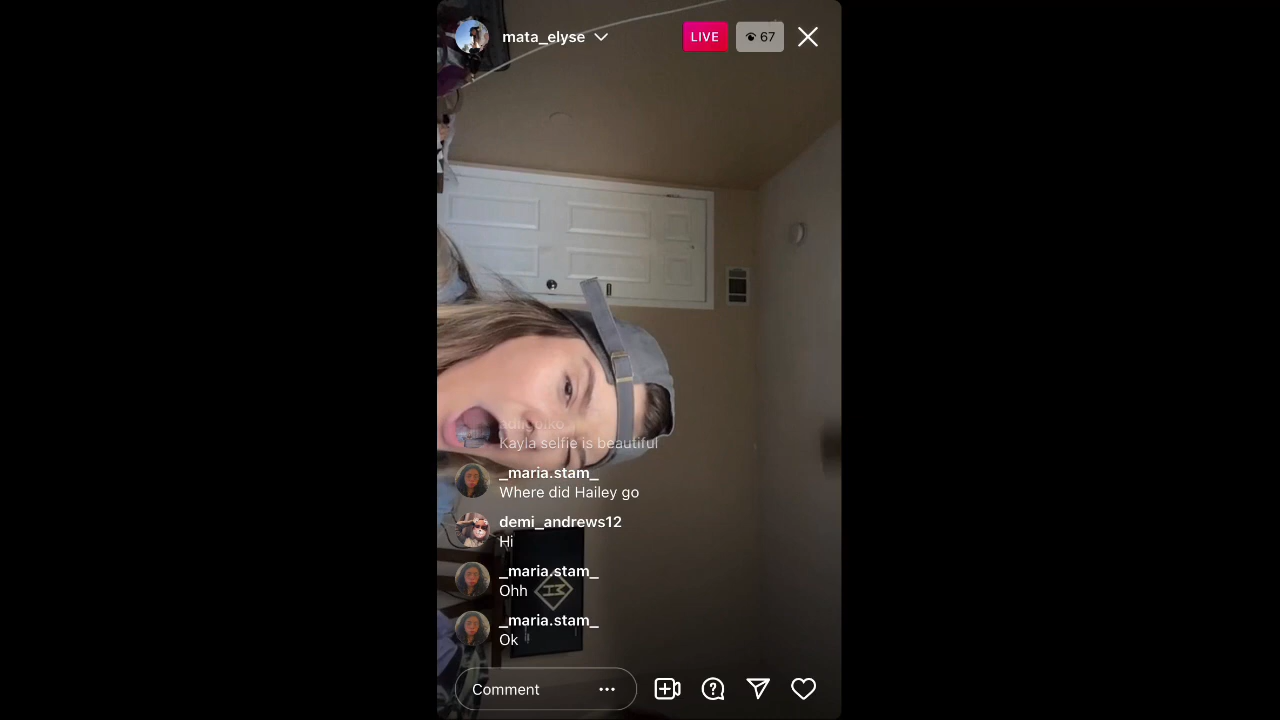 mata_elyse
LIVE
67
Kayla selfie is beautiful
_maria.stam_
Where did Hailey go
demi_andrews12
Hi
_maria.stam_
Ohh
_maria.stam_
Ok
Comment